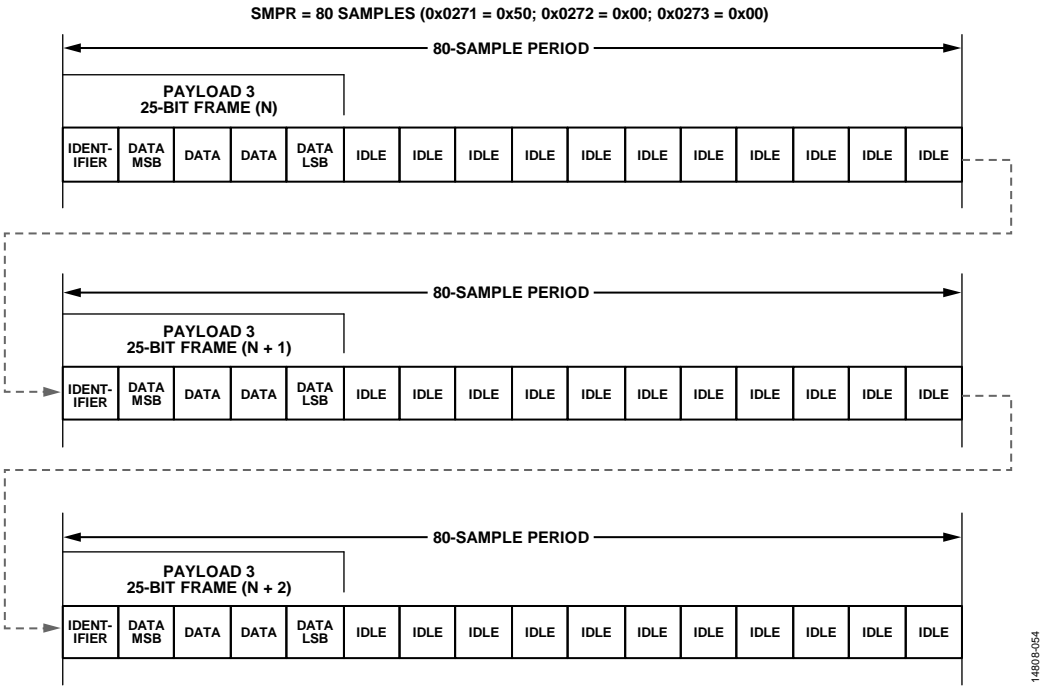 SMPR = 80 SAMPLES (0x0271 = 0x50; 0x0272 = 0x00; 0x0273 = 0x00)
80-SAMPLE PERIOD
PAYLOAD 3
25-BIT FRAME (N)
IDENT-IFIER DATA MSB DATA DATA DATA LSB IDLE IDLE IDLE IDLE IDLE IDLE IDLE IDLE IDLE IDLE IDLE
80-SAMPLE PERIOD
PAYLOAD 3
25-BIT FRAME (N + 1)
IDENT-IFIER DATA MSB DATA DATA DATA LSB IDLE IDLE IDLE IDLE IDLE IDLE IDLE IDLE IDLE IDLE IDLE
80-SAMPLE PERIOD
PAYLOAD 3
25-BIT FRAME (N + 2)
IDENT-IFIER DATA MSB DATA DATA DATA LSB IDLE IDLE IDLE IDLE IDLE IDLE IDLE IDLE IDLE IDLE IDLE
14808-054